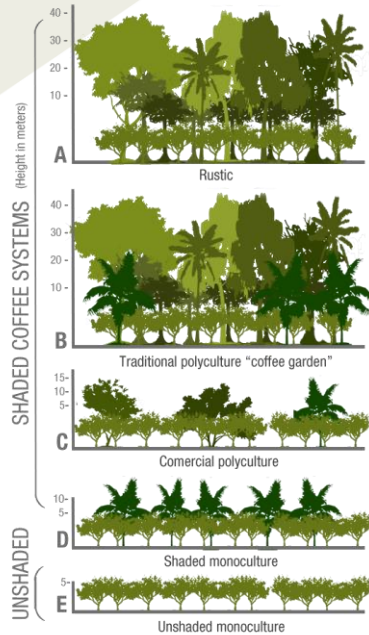 SHADED COFFEE SYSTEMS
(Height in meters)
40 -
30 -
20 -
10 -
A
Rustic
40 -
30 -
20 -
10 -
B
Traditional polyculture “coffee garden”
15-
10-
5-
C
Comercial polyculture
10-
5-
D
Shaded monoculture
UNSHADED
5-
E
Unshaded monoculture